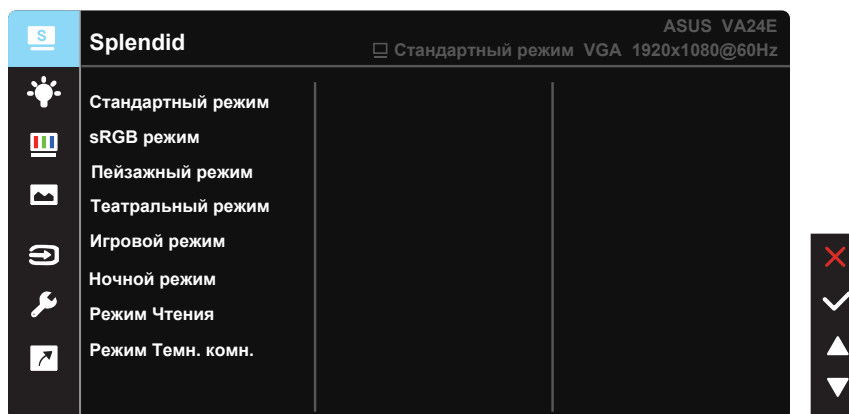 S
Splendid
ASUS VA24E
Стандартный режим VGA 1920x1080@60Hz
Стандартный режим
sRGB режим
Пейзажный режим
Театральный режим
Игровой режим
Ночной режим
Режим Чтения
Режим Темн. комн.